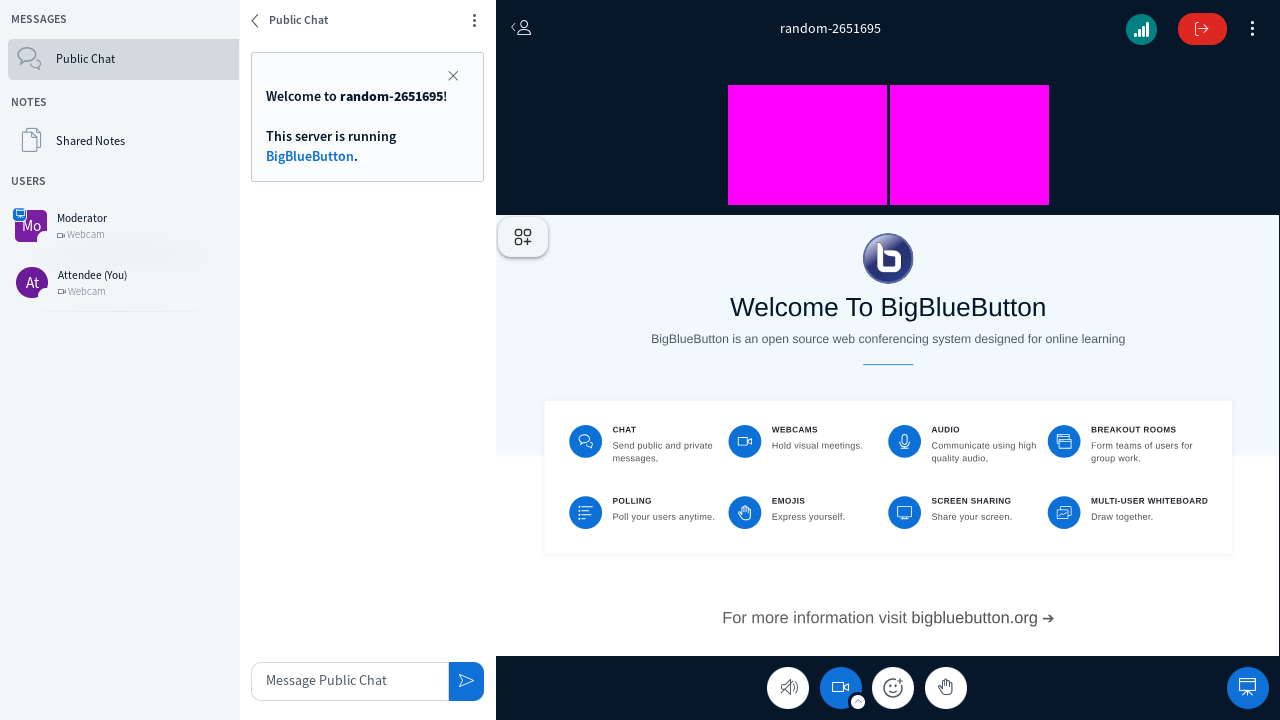 MESSAGES
Public Chat
NOTES
Shared Notes
USERS
Mo
Moderator
Webcam
At
Attendee (You)
Webcam
Public Chat
Welcome to random-2651695!
This server is running
BigBlueButton.
Message Public Chat
random-2651695
b
Welcome To BigBlueButton
BigBlueButton is an open source web conferencing system designed for online learning
CHAT
Send public and private
messages.
WEBCAMS
Hold visual meetings.
AUDIO
Communicate using high
quality audio.
BREAKOUT ROOMS
Form teams of users for
group work.
POLLING
Poll your users anytime.
EMOJIS
Express yourself.
SCREEN SHARING
Share your screen.
MULTI-USER WHITEBOARD
Draw together.
For more information visit bigbluebutton.org ➔